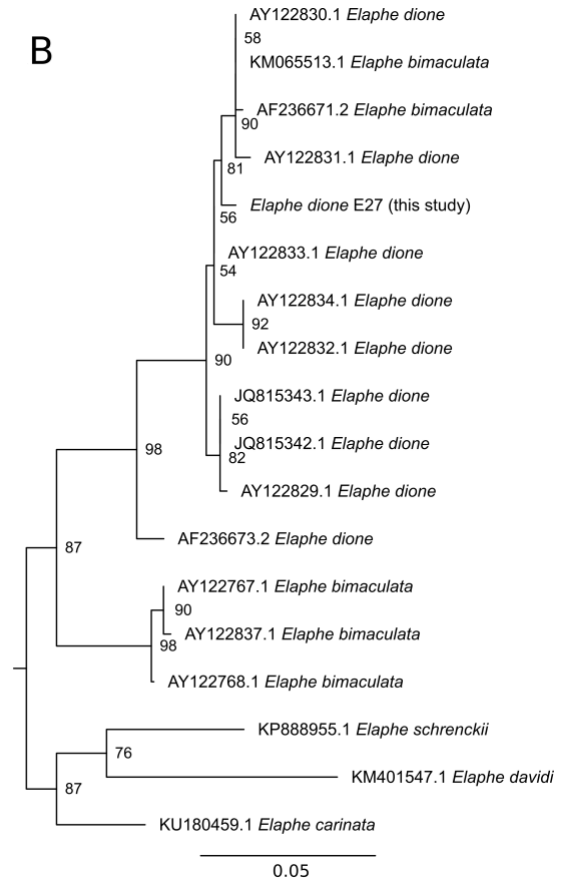 B
AY122830.1 Elaphe dione
58
KM065513.1 Elaphe bimaculata
AF236671.2 Elaphe bimaculata
90
AY122831.1 Elaphe dione
81
Elaphe dione E27 (this study)
56
AY122833.1 Elaphe dione
54
AY122834.1 Elaphe dione
92
AY122832.1 Elaphe dione
90
JQ815343.1 Elaphe dione
56
JQ815342.1 Elaphe dione
82
AY122829.1 Elaphe dione
98
AF236673.2 Elaphe dione
87
AY122767.1 Elaphe bimaculata
90
AY122837.1 Elaphe bimaculata
98
AY122768.1 Elaphe bimaculata
KP888955.1 Elaphe schrenckii
76
KM401547.1 Elaphe davidi
87
KU180459.1 Elaphe carinata
0.05